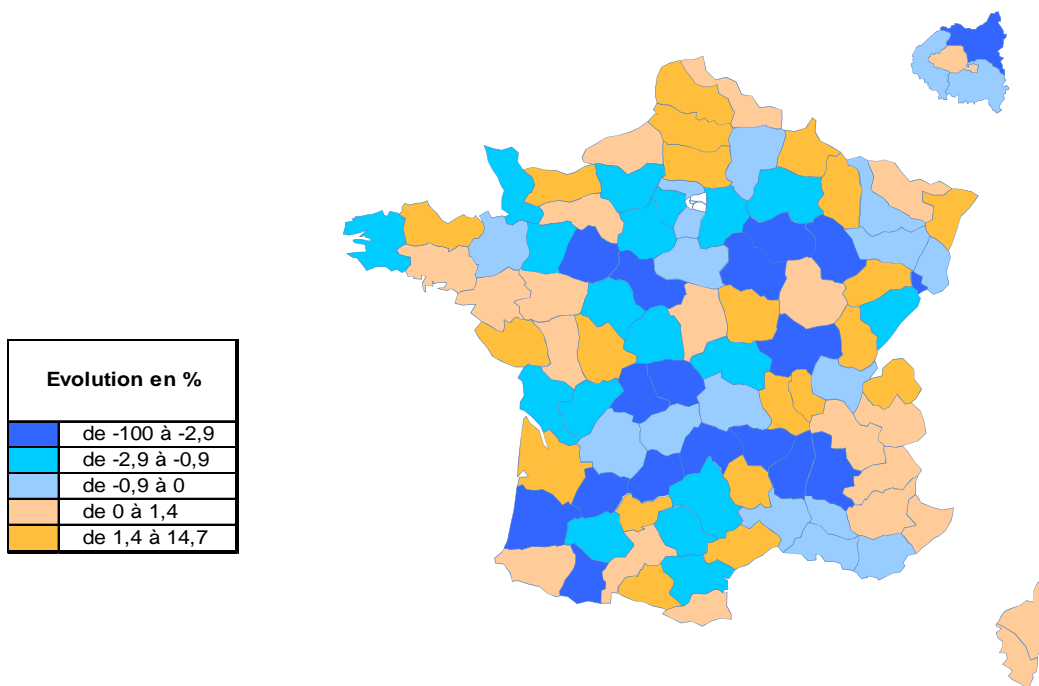 Evolution en %
de -100 à -2,9
de -2,9 à -0,9
de -0,9 à 0
de 0 à 1,4
de 1,4 à 14,7